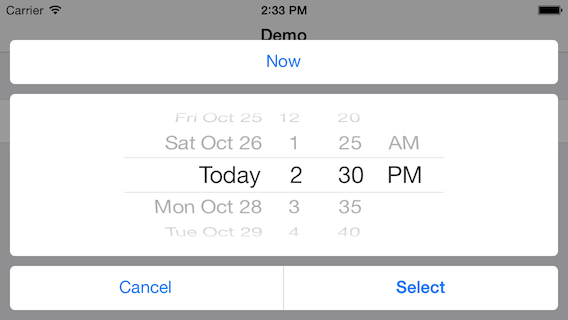 Carrier 2:33 PM
Demo
Now
Fri Oct 25 12 20
Sat Oct 26 1 25 AM
Today 2 30 PM
Mon Oct 28 3 35
Tue Oct 29 4 40
Cancel Select